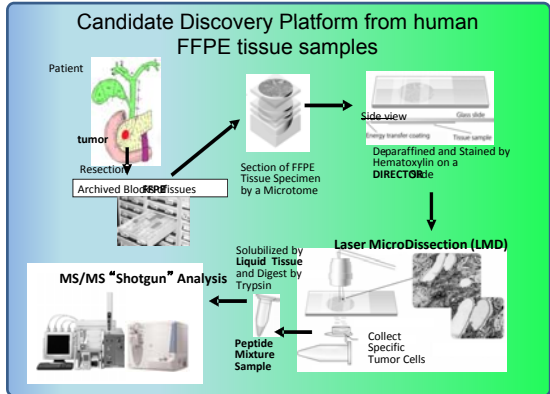 Candidate Discovery Platform from human
FFPE tissue samples
Patient
tumor
Resection
Archived Blocks Tissues
FFPE
Section of FFPE
Tissue Specimen
by a Microtome
Side view
Glass slide
Energy transfer coating
Tissue sample
Deparaffined and Stained by
Hematoxylin on a
DIRECTOR Slide
Laser MicroDissection (LMD)
Collect
Specific
Tumor Cells
Solubilized by
Liquid Tissue
and Digest by
Trypsin
Peptide
Mixture
Sample
MS/MS “Shotgun” Analysis